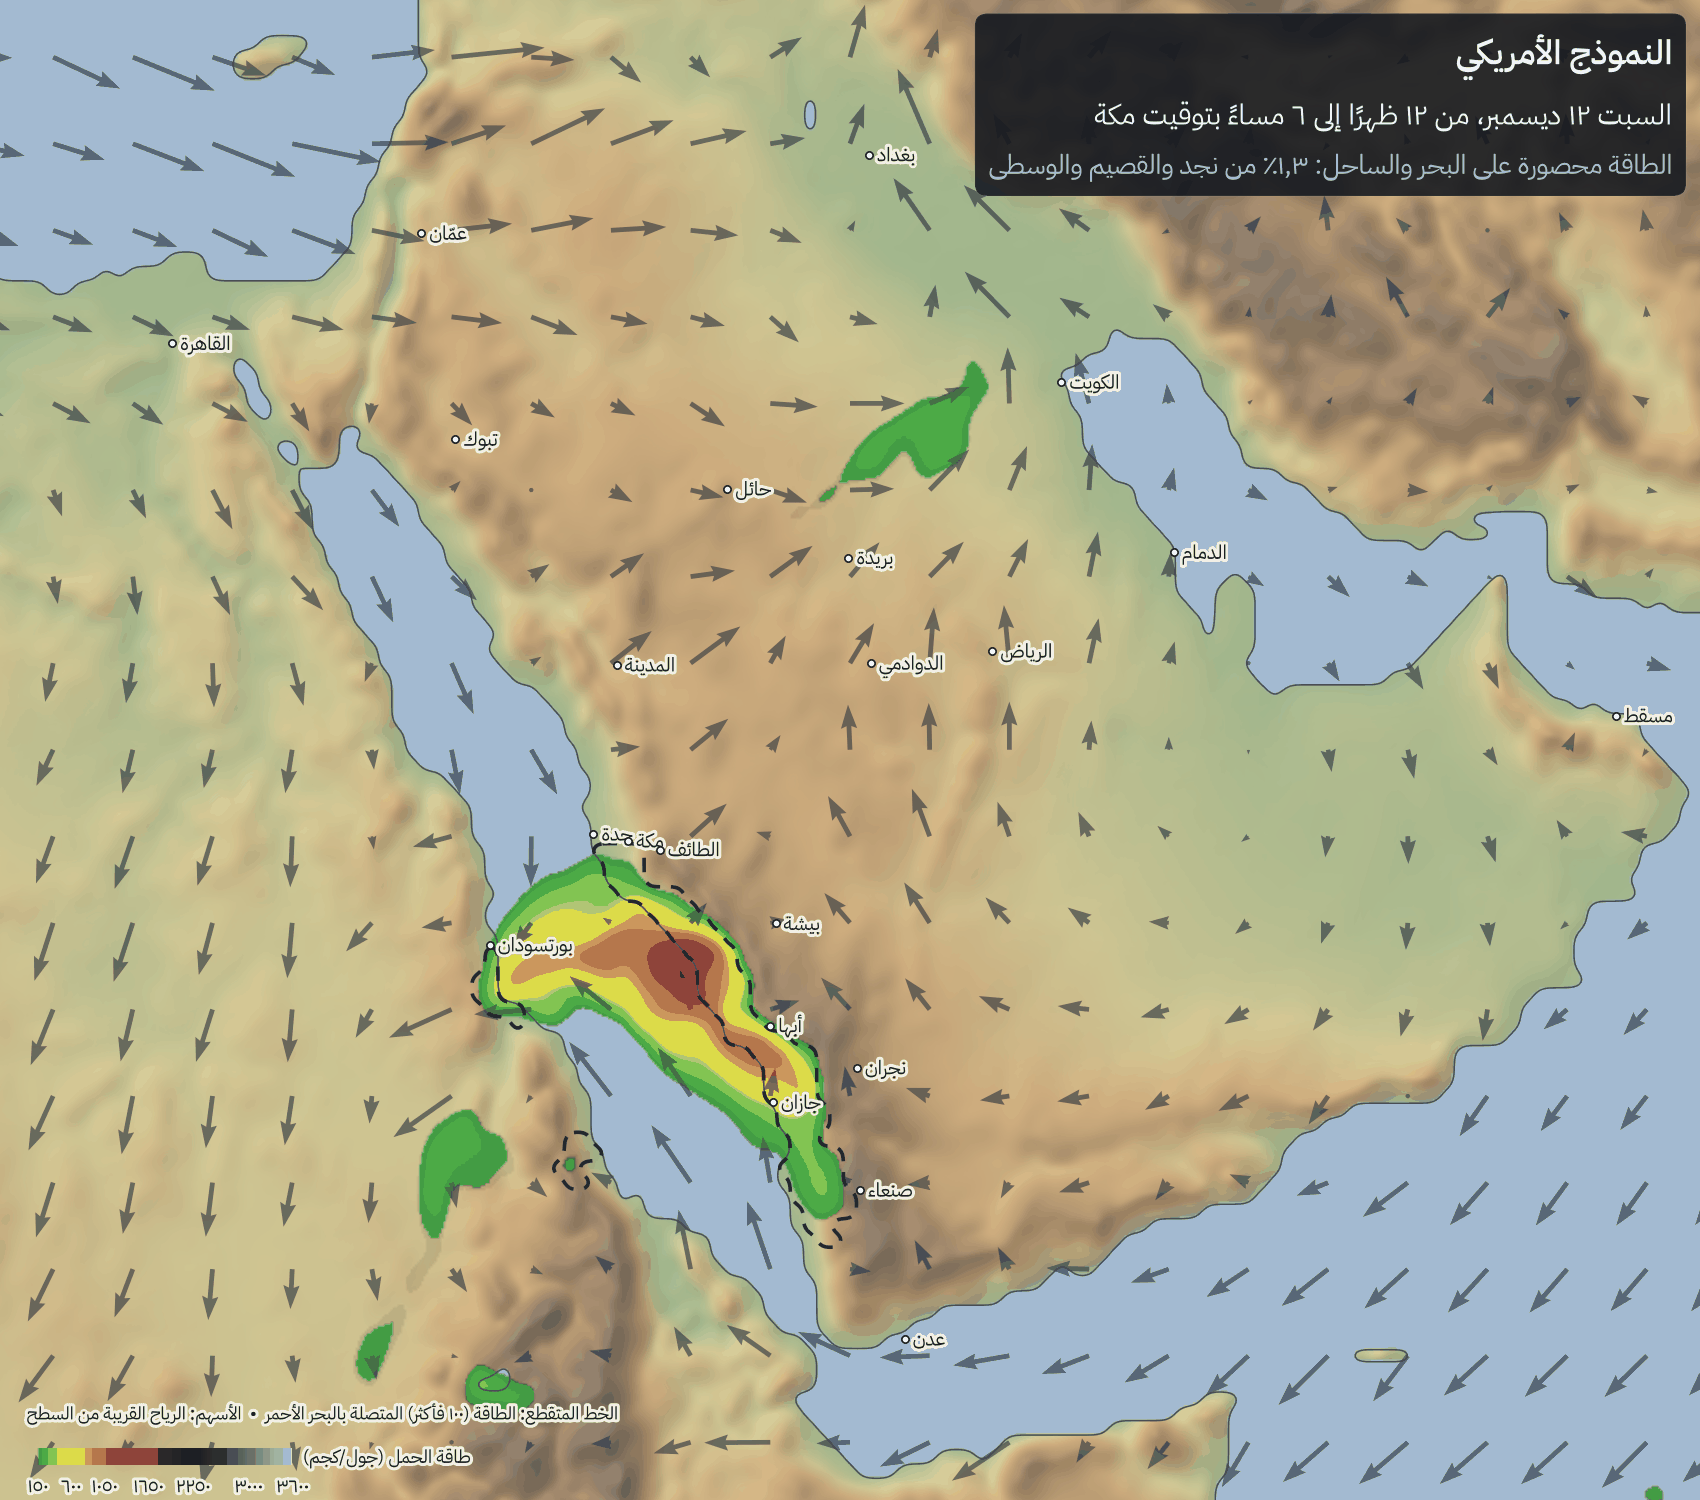 النموذج الأمريكي
السبت ١٢ ديسمبر، من ١٢ ظهرًا إلى ٦ مساءً بتوقيت مكة
الطاقة محصورة على البحر والساحل: ١,٣٪ من نجد والقصيم والوسطى
بغداد
عمّان
القاهرة
الكويت
تبوك
حائل
بريدة
الدمام
المدينة
الدوادمي
الرياض
مسقط
جدة
مكة
الطائف
بيشة
بورتسودان
أبها
نجران
جازان
صنعاء
عدن
الخط المتقطع: الطاقة (١٠٠ فأكثر) المتصلة بالبحر الأحمر • الأسهم: الرياح القريبة من السطح
طاقة الحمل (جول/كجم)
١٥٠ ٦٠٠ ١٠٥٠ ١٦٥٠ ٢٢٥٠ ٣٠٠٠ ٣٦٠٠